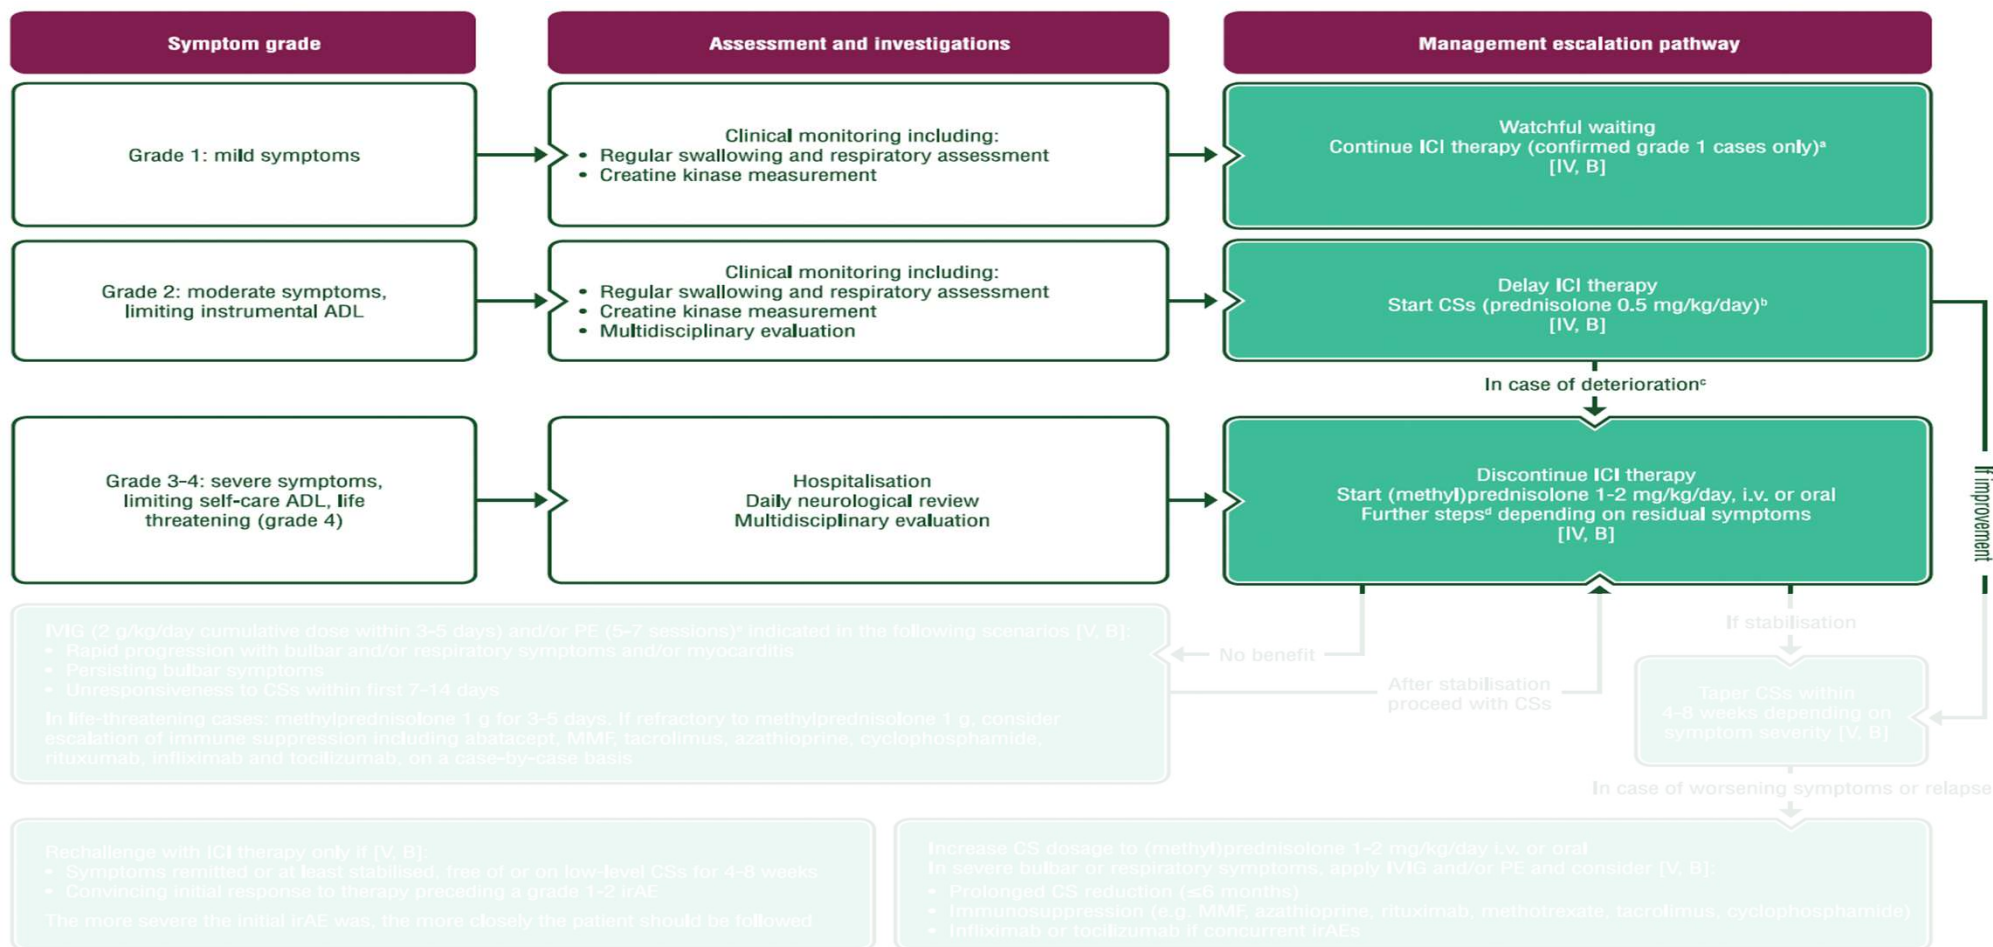 Symptom grade
Assessment and investigations
Management escalation pathway
Grade 1: mild symptoms
Clinical monitoring including:
• Regular swallowing and respiratory assessment
• Creatine kinase measurement
Watchful waiting
Continue ICI therapy (confirmed grade 1 cases only)ᵃ
[IV, B]
Grade 2: moderate symptoms,
limiting instrumental ADL
Clinical monitoring including:
• Regular swallowing and respiratory assessment
• Creatine kinase measurement
• Multidisciplinary evaluation
Delay ICI therapy
Start CSs (prednisolone 0.5 mg/kg/day)ᵇ
[IV, B]
In case of deteriorationᶜ
Grade 3-4: severe symptoms,
limiting self-care ADL, life
threatening (grade 4)
Hospitalisation
Daily neurological review
Multidisciplinary evaluation
Discontinue ICI therapy
Start (methyl)prednisolone 1-2 mg/kg/day, i.v. or oral
Further stepsᵈ depending on residual symptoms
[IV, B]
If improvement
IVIG (2 g/kg/day cumulative dose within 3-5 days) and/or PE (5-7 sessions) indicated in the following scenarios [V, B]:
• Rapid progression with bulbar and/or respiratory symptoms and/or myocarditis
• Persisting bulbar symptoms
• Unresponsiveness to CSs within first 7-14 days
In life-threatening cases: methylprednisolone 1 g for 3-5 days. If refractory to methylprednisolone 1 g, consider
escalation of immune suppression including abatacept, MMF, tacrolimus, azathioprine, cyclophosphamide,
rituxumab, infliximab and tocilizumab, on a case-by-case basis
No benefit
After stabilisation
proceed with CSs
If stabilisation
Taper CSs within
4-8 weeks depending on
symptom severity [V, B]
In case of worsening symptoms or relapse
Rechallenge with ICI therapy only if [V, B]:
• Symptoms remitted or at least stabilised, free of or on low-level CSs for 4-8 weeks
• Convincing initial response to therapy preceding a grade 1-2 irAE
The more severe the initial irAE was, the more closely the patient should be followed
Increase CS dosage to (methyl)prednisolone 1-2 mg/kg/day i.v. or oral
In severe bulbar or respiratory symptoms, apply IVIG and/or PE and consider [V, B]:
• Prolonged CS reduction (≤6 months)
• Immunosuppression (e.g. MMF, azathioprine, rituximab, methotrexate, tacrolimus, cyclophosphamide)
• Infliximab or tocilizumab if concurrent irAEs